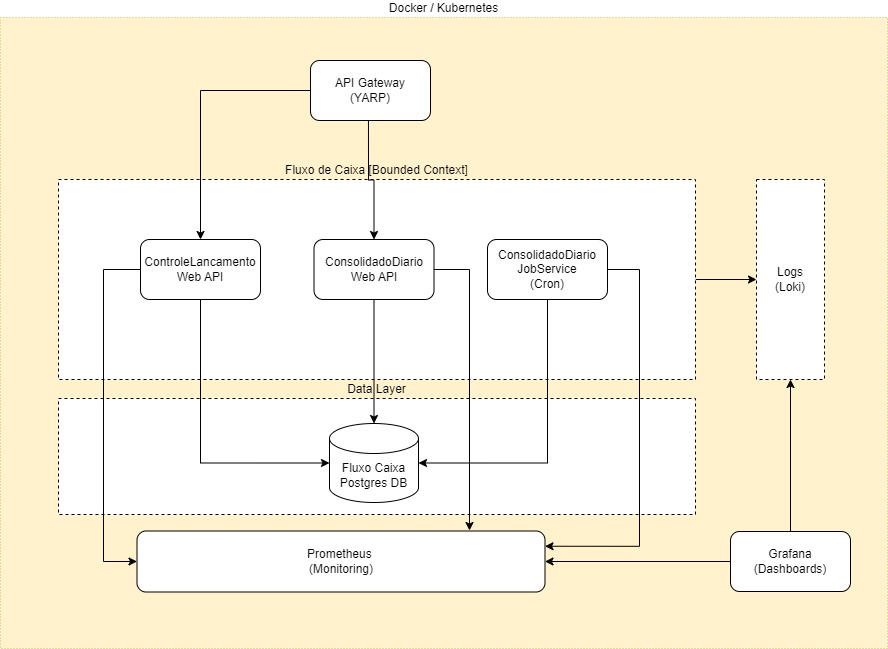 Docker / Kubernetes
API Gateway
(YARP)
Fluxo de Caixa [Bounded Context]
ControleLancamento
Web API
ConsolidadoDiario
Web API
ConsolidadoDiario
JobService
(Cron)
Logs
(Loki)
Data Layer
Fluxo Caixa
Postgres DB
Prometheus
(Monitoring)
Grafana
(Dashboards)